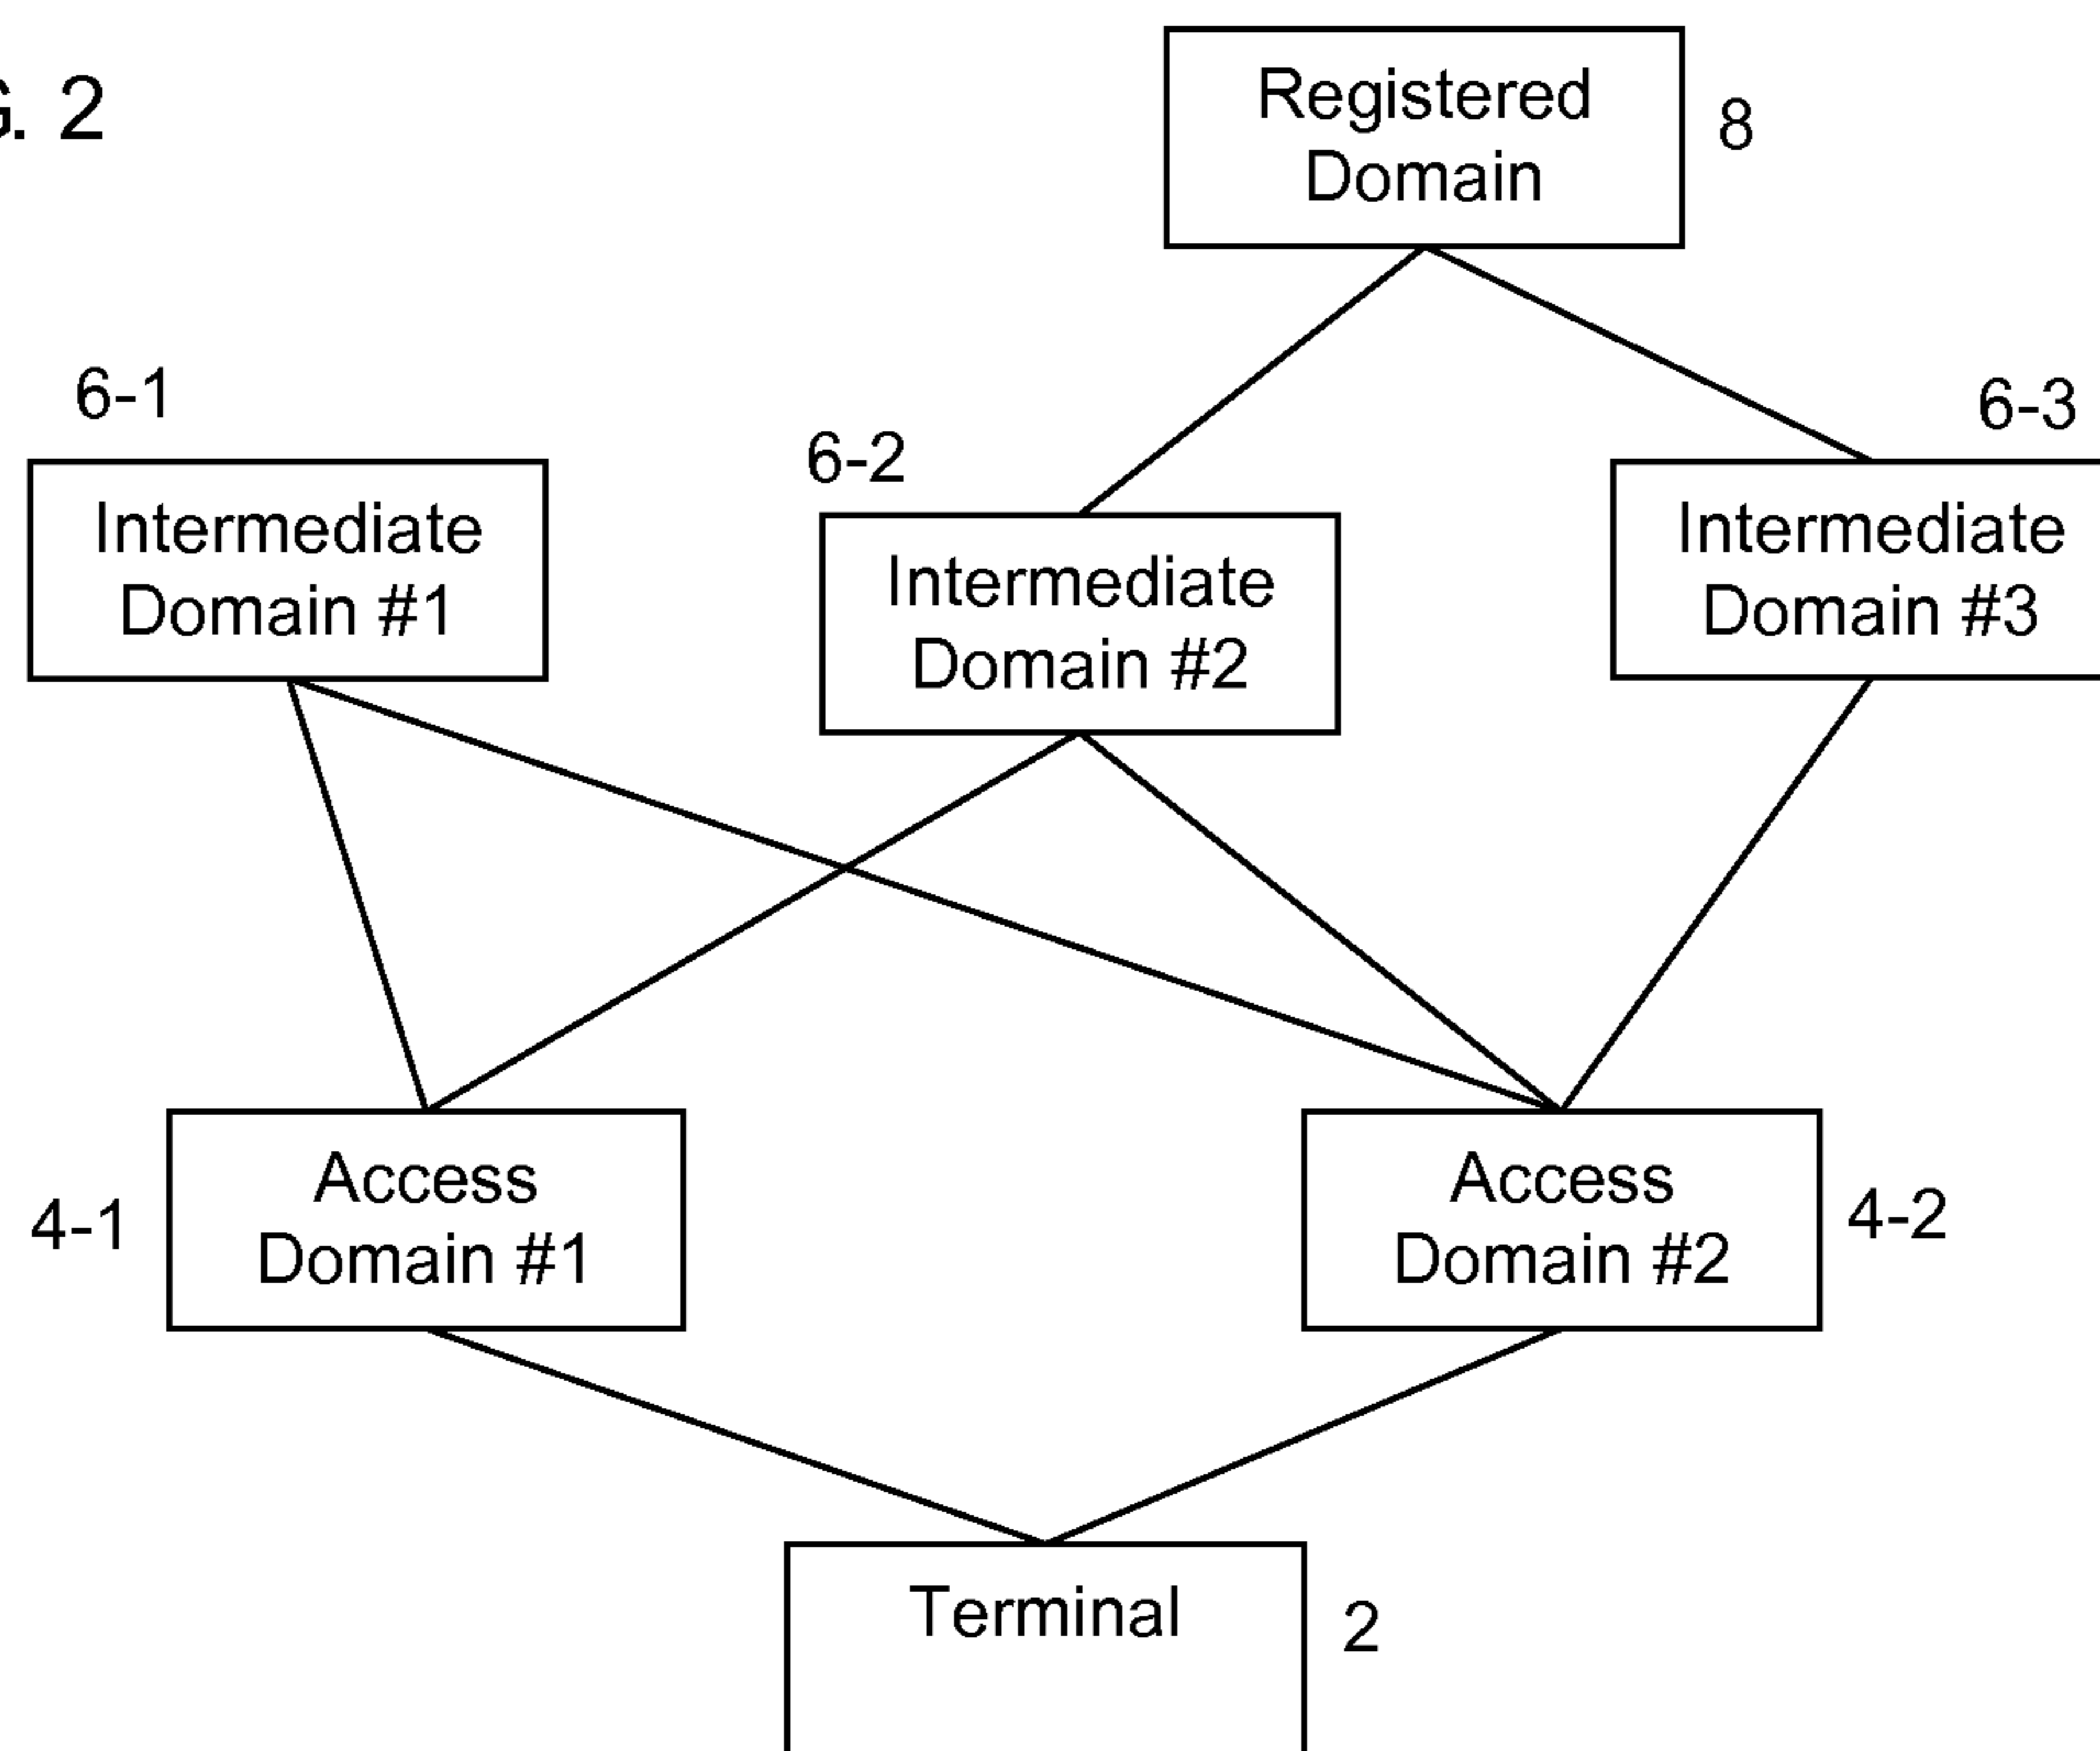 . 2
Registered
Domain
8
6-1
6-2
6-3
Intermediate
Domain #1
Intermediate
Domain #2
Intermediate
Domain #3
4-1
Access
Domain #1
Access
Domain #2
4-2
Terminal
2